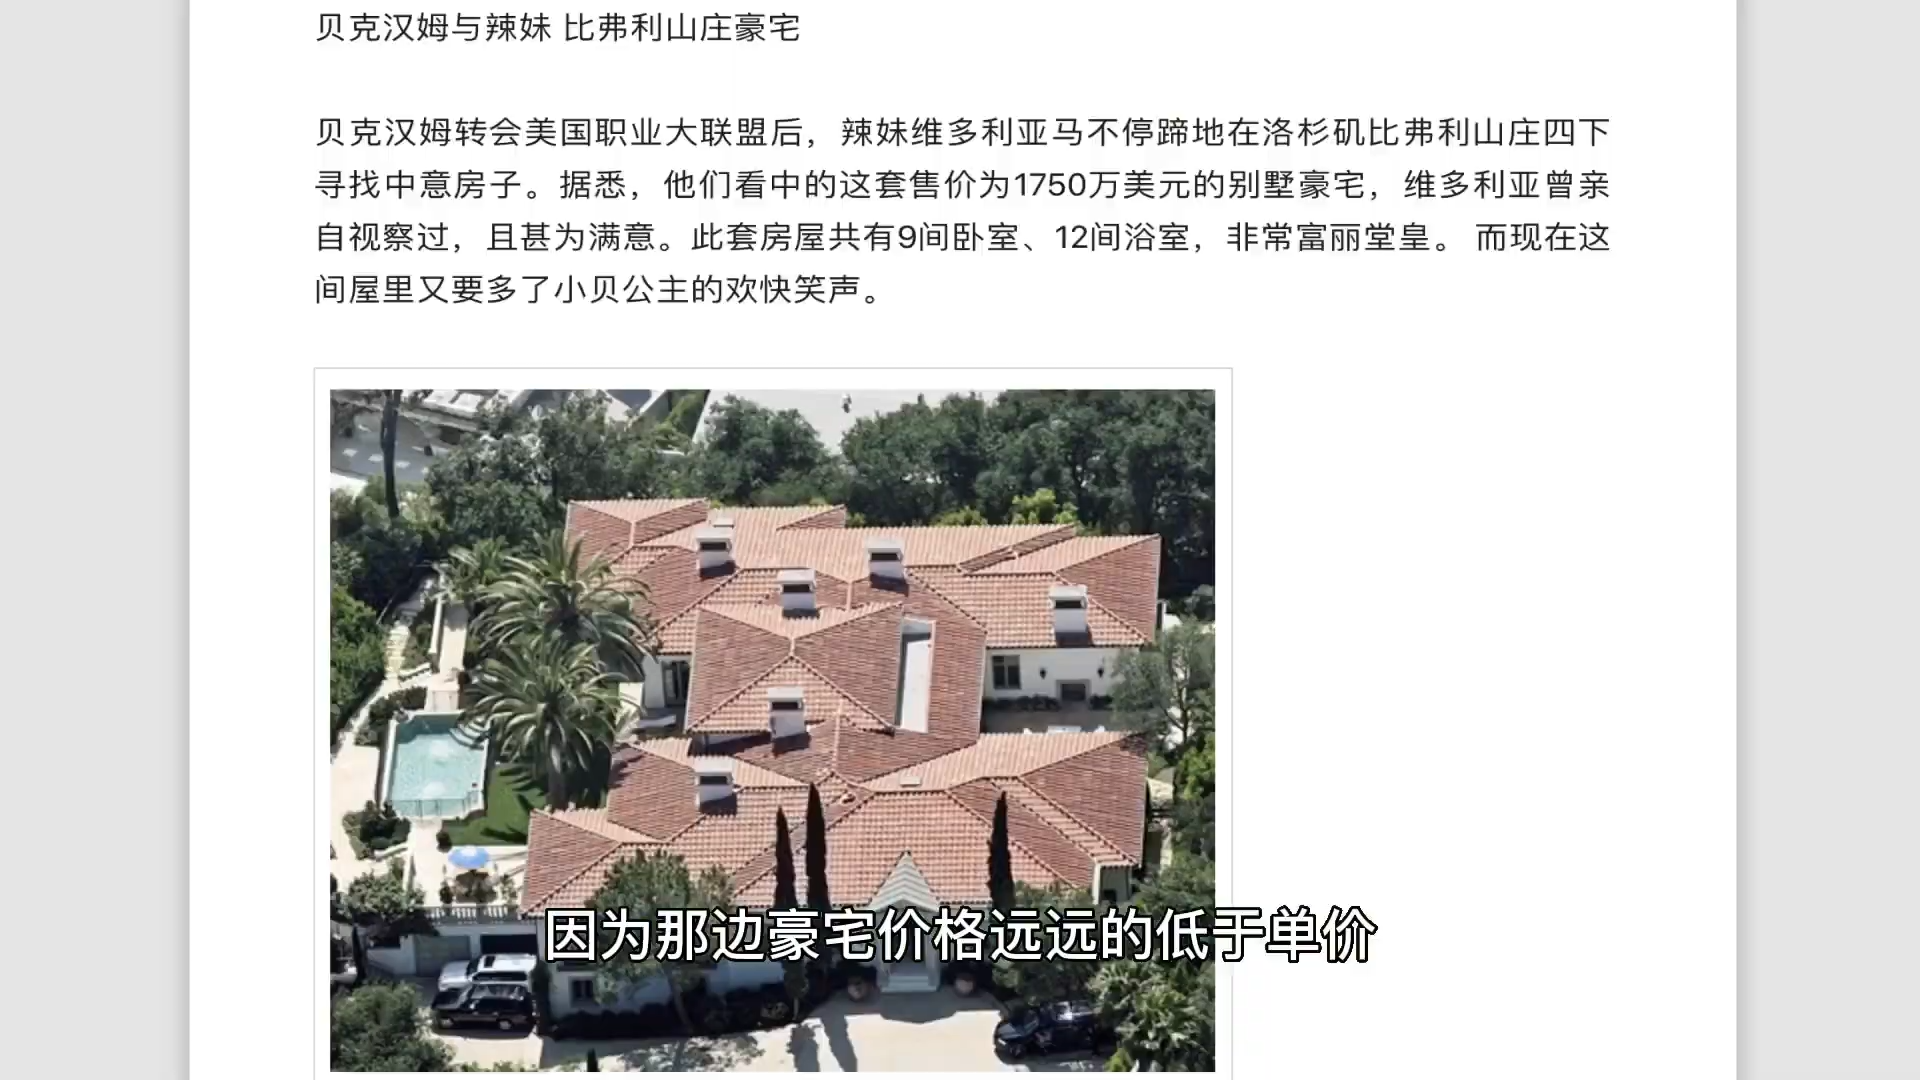 贝克汉姆与辣妹 比弗利山庄豪宅
贝克汉姆转会美国职业大联盟后，辣妹维多利亚马不停蹄地在洛杉矶比弗利山庄四下
寻找中意房子。据悉，他们看中的这套售价为1750万美元的别墅豪宅，维多利亚曾亲
自视察过，且甚为满意。此套房屋共有9间卧室、12间浴室，非常富丽堂皇。 而现在这
间屋里又要多了小贝公主的欢快笑声。
因为那边豪宅价格远远的低于单价